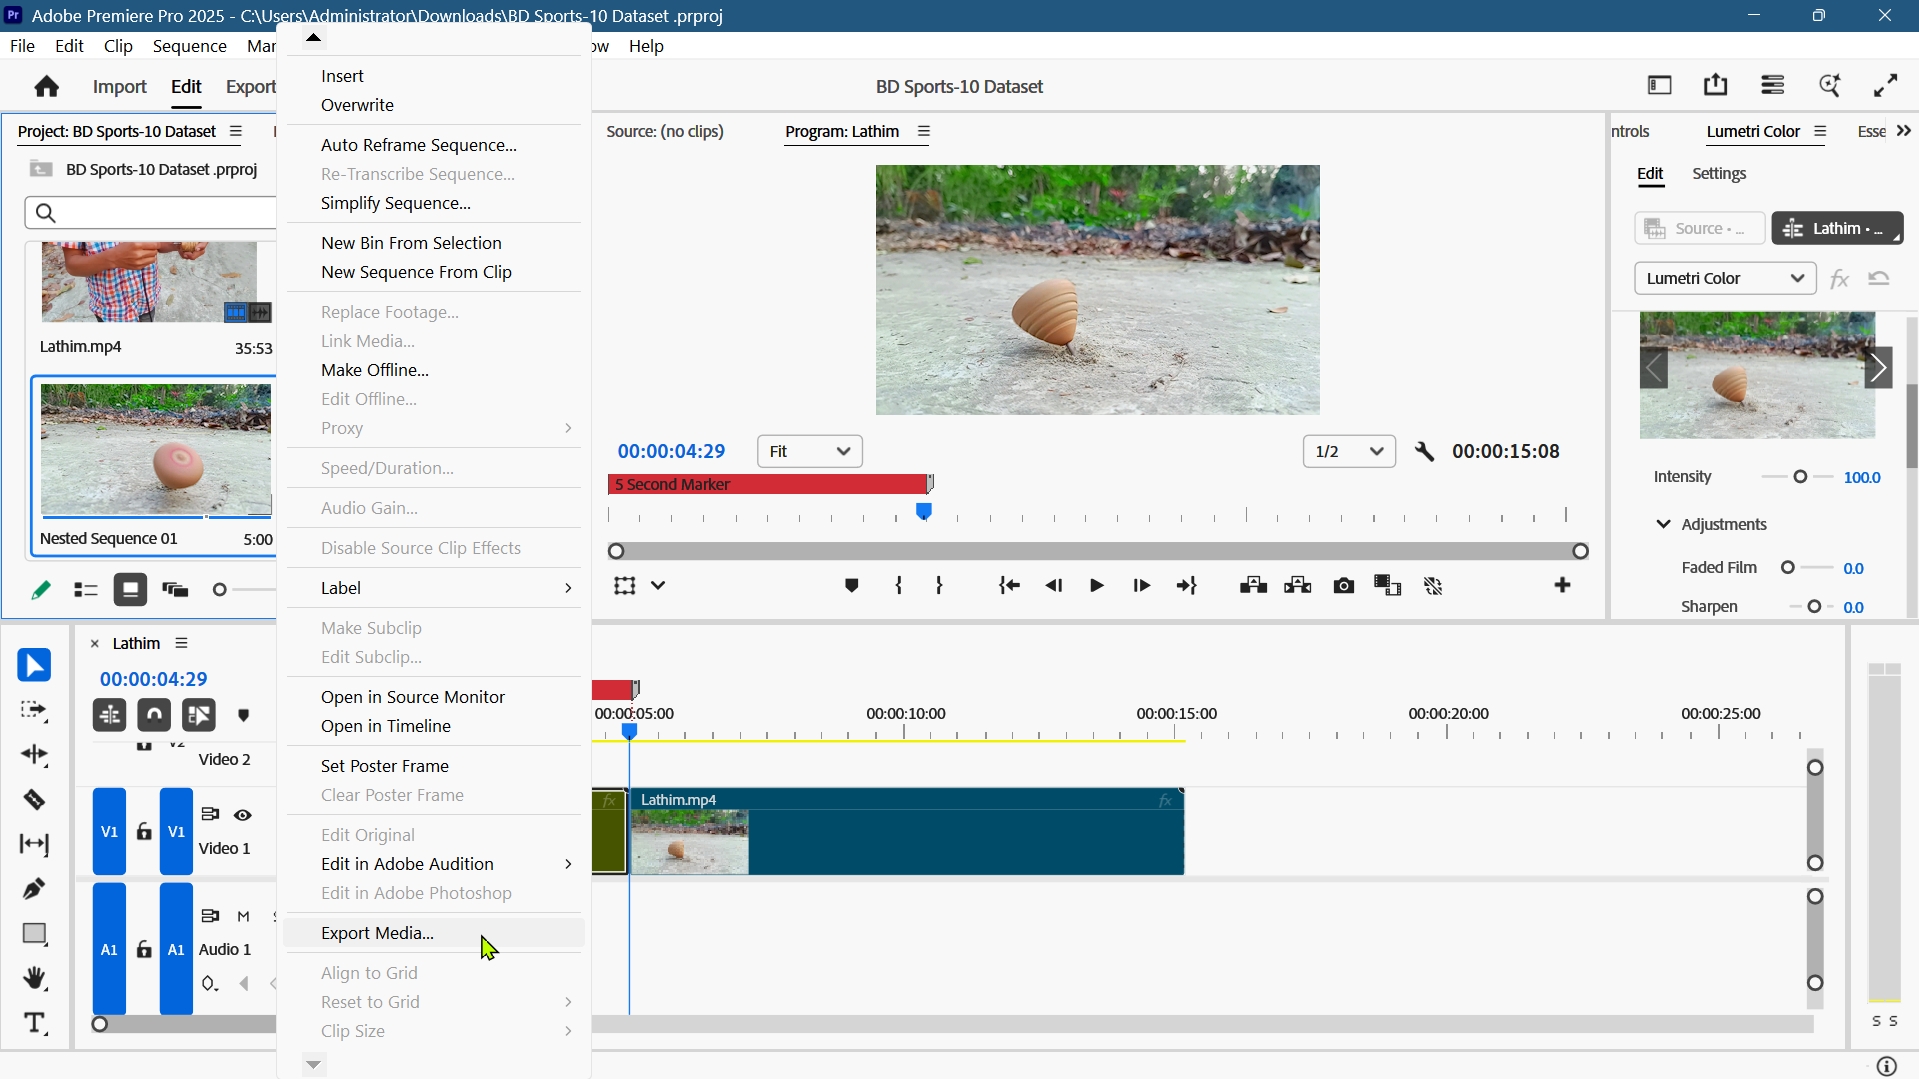 Pr Adobe Premiere Pro 2025 - C:\Users\Administrator\Downloads\BD Sports-10 Dataset .prproj
File Edit Clip Sequence Help
Import Edit Export BD Sports-10 Dataset
Project: BD Sports-10 Dataset
BD Sports-10 Dataset .prproj
Lathim.mp4 35:53
Nested Sequence 01 5:00
Insert
Overwrite
Auto Reframe Sequence...
Re-Transcribe Sequence...
Simplify Sequence...
New Bin From Selection
New Sequence From Clip
Replace Footage...
Link Media...
Make Offline...
Edit Offline...
Proxy
Speed/Duration...
Audio Gain...
Disable Source Clip Effects
Label
Make Subclip
Edit Subclip...
Open in Source Monitor
Open in Timeline
Set Poster Frame
Clear Poster Frame
Edit Original
Edit in Adobe Audition
Edit in Adobe Photoshop
Export Media...
Align to Grid
Reset to Grid
Clip Size
Source: (no clips) Program: Lathim
00:00:04:29 Fit 1/2 00:00:15:08
5 Second Marker
ntrols Lumetri Color Esse
Edit Settings
Source • ... Lathim • ...
Lumetri Color fx
Intensity 100.0
Adjustments
Faded Film 0.0
Sharpen 0.0
× Lathim
00:00:04:29
00:00:05:00 00:00:10:00 00:00:15:00 00:00:20:00 00:00:25:00
V2 Video 2
V1 V1 Video 1
fx Lathim.mp4 fx
A1 A1 M Audio 1
T
S S